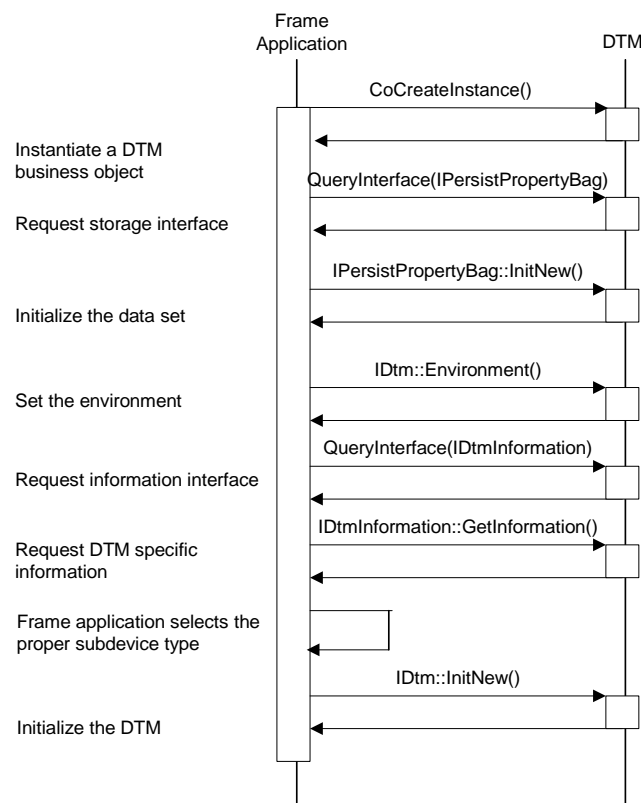 Frame
Application
DTM
CoCreateInstance()
Instantiate a DTM
business object
QueryInterface(IPersistPropertyBag)
Request storage interface
IPersistPropertyBag::InitNew()
Initialize the data set
IDtm::Environment()
Set the environment
QueryInterface(IDtmInformation)
Request information interface
IDtmInformation::GetInformation()
Request DTM specific
information
Frame application selects the
proper subdevice type
IDtm::InitNew()
Initialize the DTM